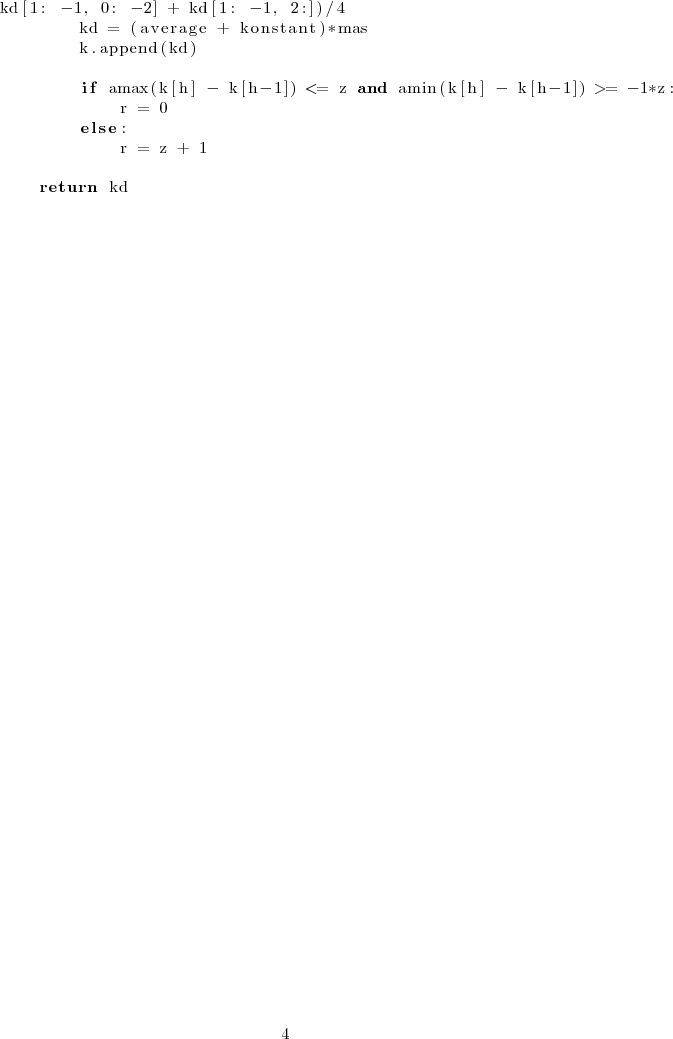 kd[1: −1, 0: −2] + kd[1: −1, 2:])/4
kd = (average + konstant)*mas
k.append(kd)
if amax(k[h] − k[h−1]) <= z and amin(k[h] − k[h−1]) >= −1*z:
r = 0
else:
r = z + 1
return kd
4